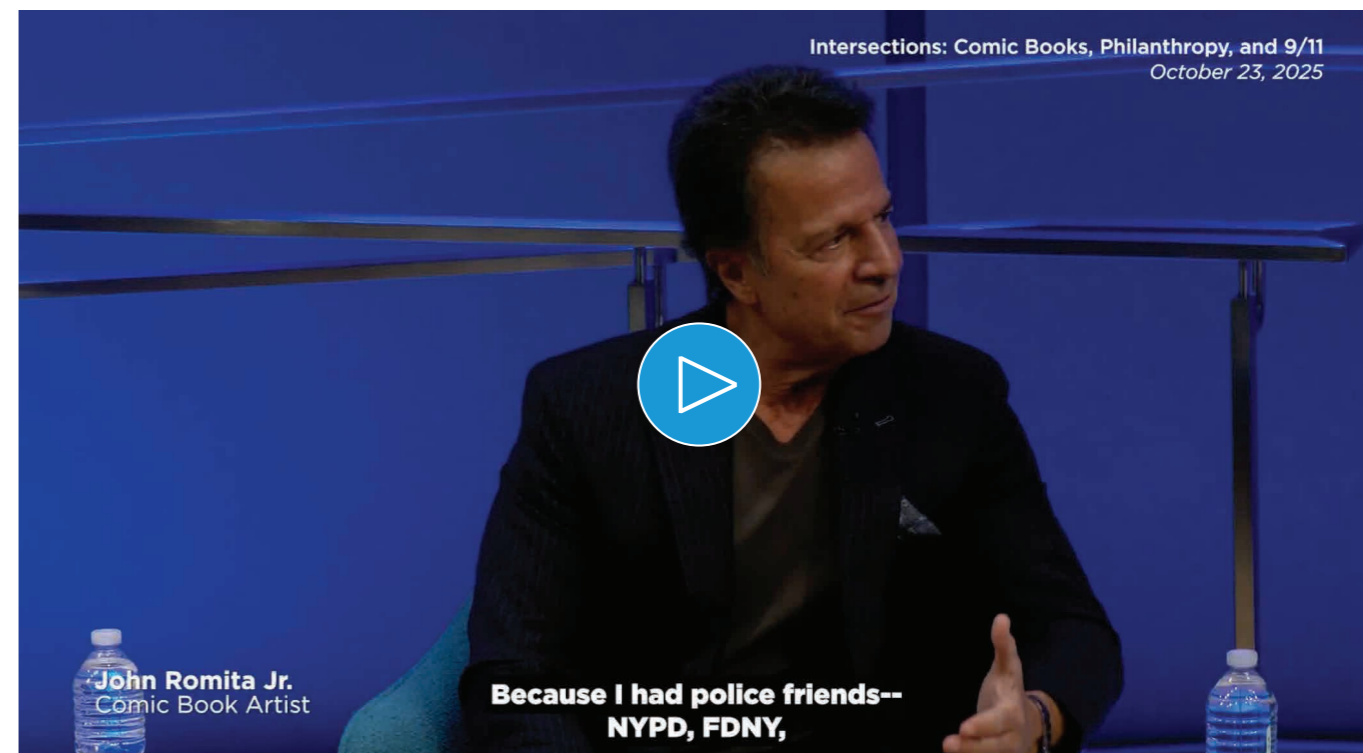 Intersections: Comic Books, Philanthropy, and 9/11
October 23, 2025
John Romita Jr.
Comic Book Artist
Because I had police friends--
NYPD, FDNY,